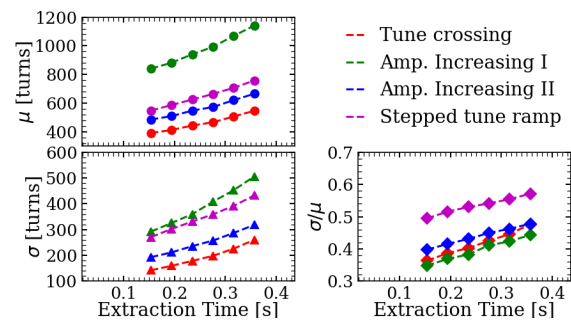 1200
1000
800
600
400
μ [turns]
Tune crossing
Amp. Increasing I
Amp. Increasing II
Stepped tune ramp
600
500
400
300
200
100
σ [turns]
0.1 0.2 0.3 0.4
Extraction Time [s]
0.7
0.6
0.5
0.4
0.3
σ/μ
0.1 0.2 0.3 0.4
Extraction Time [s]